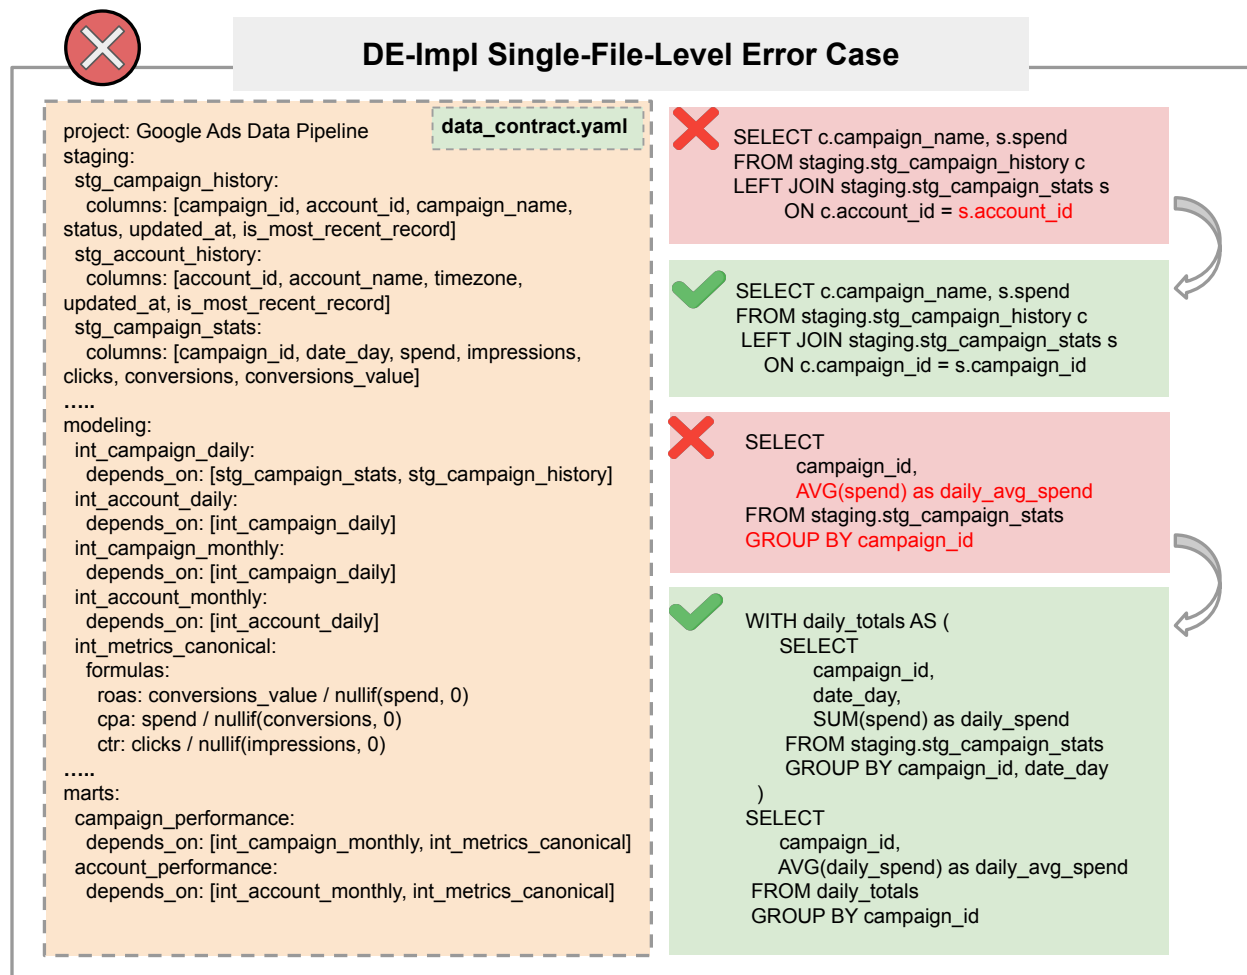 DE-Impl Single-File-Level Error Case
data_contract.yaml
project: Google Ads Data Pipeline
staging:
stg_campaign_history:
columns: [campaign_id, account_id, campaign_name,
status, updated_at, is_most_recent_record]
stg_account_history:
columns: [account_id, account_name, timezone,
updated_at, is_most_recent_record]
stg_campaign_stats:
columns: [campaign_id, date_day, spend, impressions,
clicks, conversions, conversions_value]
…..
modeling:
int_campaign_daily:
depends_on: [stg_campaign_stats, stg_campaign_history]
int_account_daily:
depends_on: [int_campaign_daily]
int_campaign_monthly:
depends_on: [int_campaign_daily]
int_account_monthly:
depends_on: [int_account_daily]
int_metrics_canonical:
formulas:
roas: conversions_value / nullif(spend, 0)
cpa: spend / nullif(conversions, 0)
ctr: clicks / nullif(impressions, 0)
…..
marts:
campaign_performance:
depends_on: [int_campaign_monthly, int_metrics_canonical]
account_performance:
depends_on: [int_account_monthly, int_metrics_canonical]
SELECT c.campaign_name, s.spend
FROM staging.stg_campaign_history c
LEFT JOIN staging.stg_campaign_stats s
ON c.account_id = s.account_id
SELECT c.campaign_name, s.spend
FROM staging.stg_campaign_history c
LEFT JOIN staging.stg_campaign_stats s
ON c.campaign_id = s.campaign_id
SELECT
campaign_id,
AVG(spend) as daily_avg_spend
FROM staging.stg_campaign_stats
GROUP BY campaign_id
WITH daily_totals AS (
SELECT
campaign_id,
date_day,
SUM(spend) as daily_spend
FROM staging.stg_campaign_stats
GROUP BY campaign_id, date_day
)
SELECT
campaign_id,
AVG(daily_spend) as daily_avg_spend
FROM daily_totals
GROUP BY campaign_id